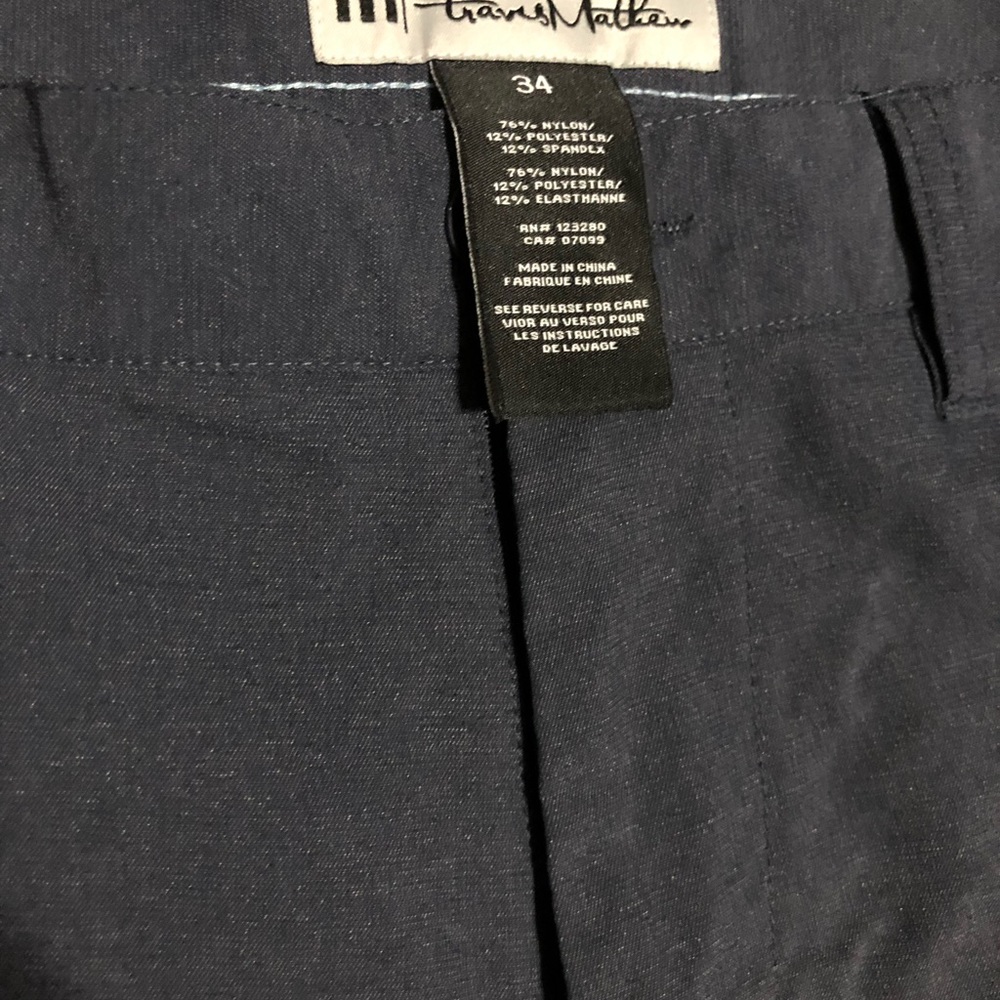 travisMathew
34
76% NYLON/
12% POLYESTER/
12% SPANDEX
76% NYLON/
12% POLYESTER/
12% ELASTHANNE
RN# 123280
CA# 07099
MADE IN CHINA
FABRIQUE EN CHINE
SEE REVERSE FOR CARE
VIOR AU VERSO POUR
LES INSTRUCTIONS
DE LAVAGE